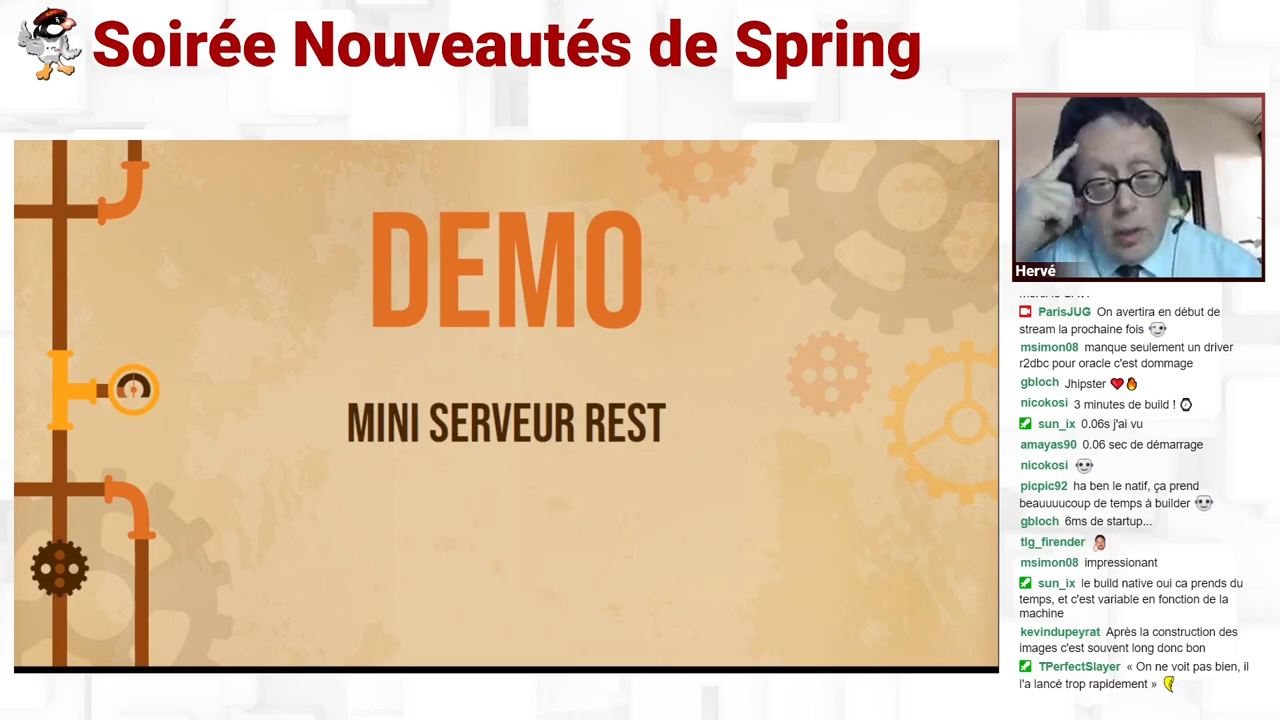 Soirée Nouveautés de Spring
DEMO
MINI SERVEUR REST
Hervé
ParisJUG On avertira en début de
stream la prochaine fois
msimon08 manque seulement un driver
r2dbc pour oracle c'est dommage
gbloch Jhipster
nicokosi 3 minutes de build !
sun_ix 0.06s j'ai vu
amayas90 0.06 sec de démarrage
nicokosi
picpic92 ha ben le natif, ça prend
beauuuucoup de temps à builder
gbloch 6ms de startup...
tlg_firender
msimon08 impressionant
sun_ix le build native oui ca prends du
temps, et c'est variable en fonction de la
machine
kevindupeyrat Après la construction des
images c'est souvent long donc bon
TPerfectSlayer « On ne voit pas bien, il
l'a lancé trop rapidement »